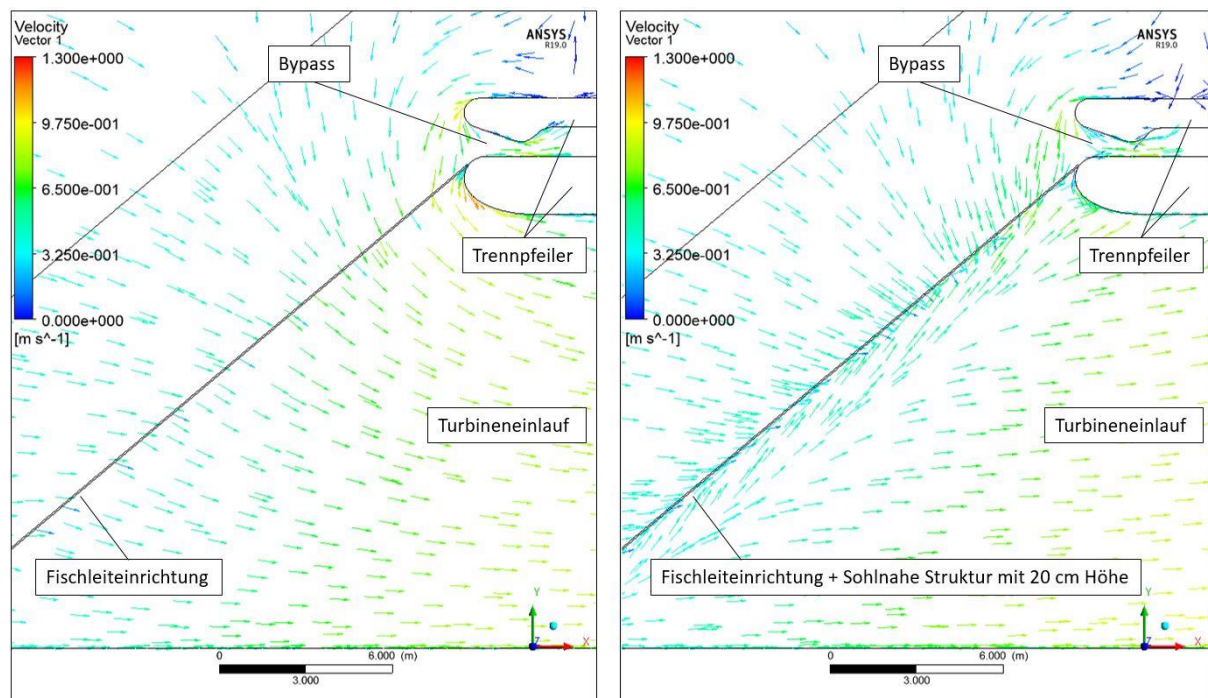 Velocity
Vector 1
1.300e+000
9.750e-001
6.500e-001
3.250e-001
0.000e+000
[m s^-1]
ANSYS
R19.0
Bypass
Trennpfeiler
Turbineneinlauf
Fischleiteinrichtung
Y
Z
X
0
6.000 (m)
3.000
Velocity
Vector 1
1.300e+000
9.750e-001
6.500e-001
3.250e-001
0.000e+000
[m s^-1]
ANSYS
R19.0
Bypass
Trennpfeiler
Turbineneinlauf
Fischleiteinrichtung + Sohlnahe Struktur mit 20 cm Höhe
Y
Z
X
0
6.000 (m)
3.000